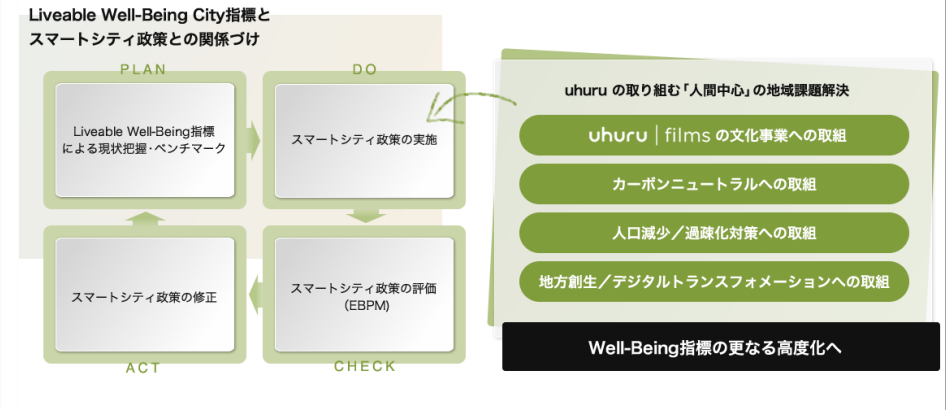 Liveable Well-Being City指標と
スマートシティ政策との関係づけ
PLAN
Liveable Well-Being指標
による現状把握・ベンチマーク
DO
スマートシティ政策の実施
スマートシティ政策の修正
ACT
スマートシティ政策の評価
（EBPM)
CHECK
uhuru の取り組む「人間中心」の地域課題解決
uhuru | films の文化事業への取組
カーボンニュートラルへの取組
人口減少／過疎化対策への取組
地方創生／デジタルトランスフォメーションへの取組
Well-Being指標の更なる高度化へ